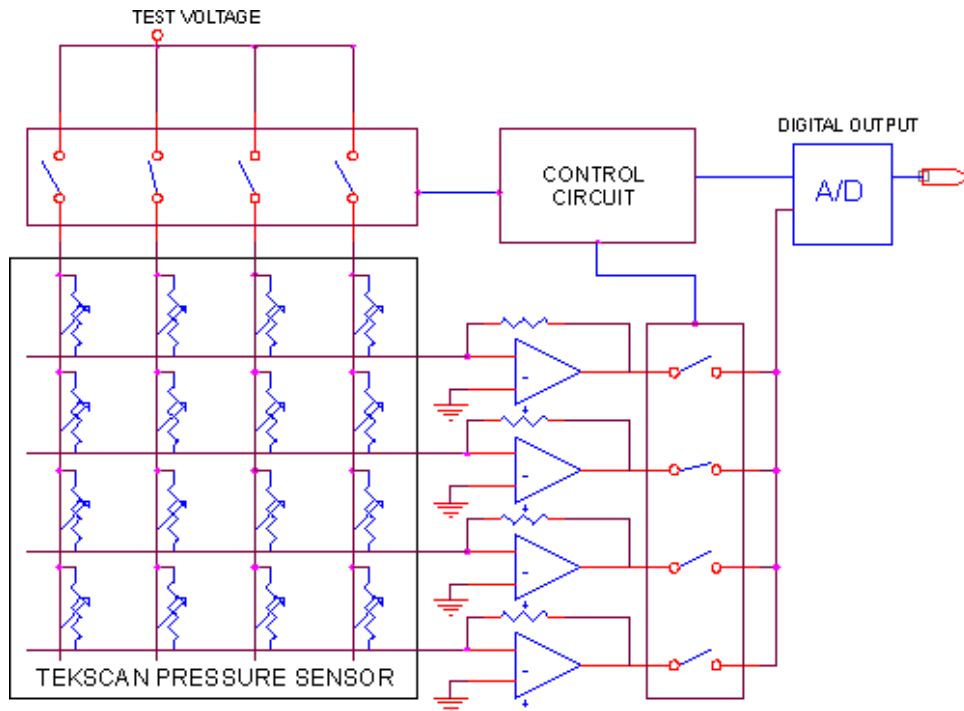 TEST VOLTAGE
DIGITAL OUTPUT
CONTROL
CIRCUIT
A/D
-
-
-
-
TEKSCAN PRESSURE SENSOR